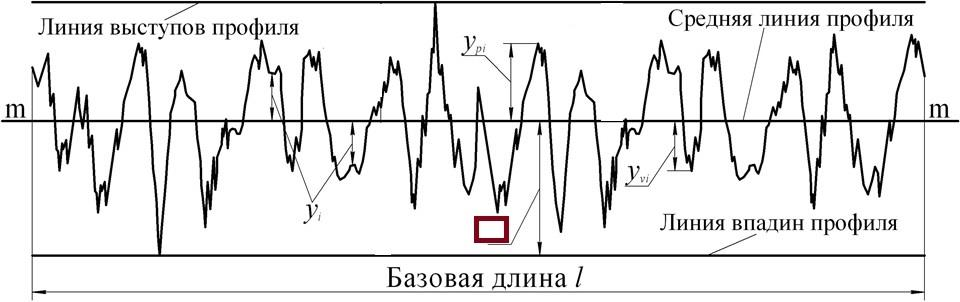 Линия выступов профиля
Средняя линия профиля
y_pi
m
m
y_i
y_vi
Линия впадин профиля
Базовая длина l